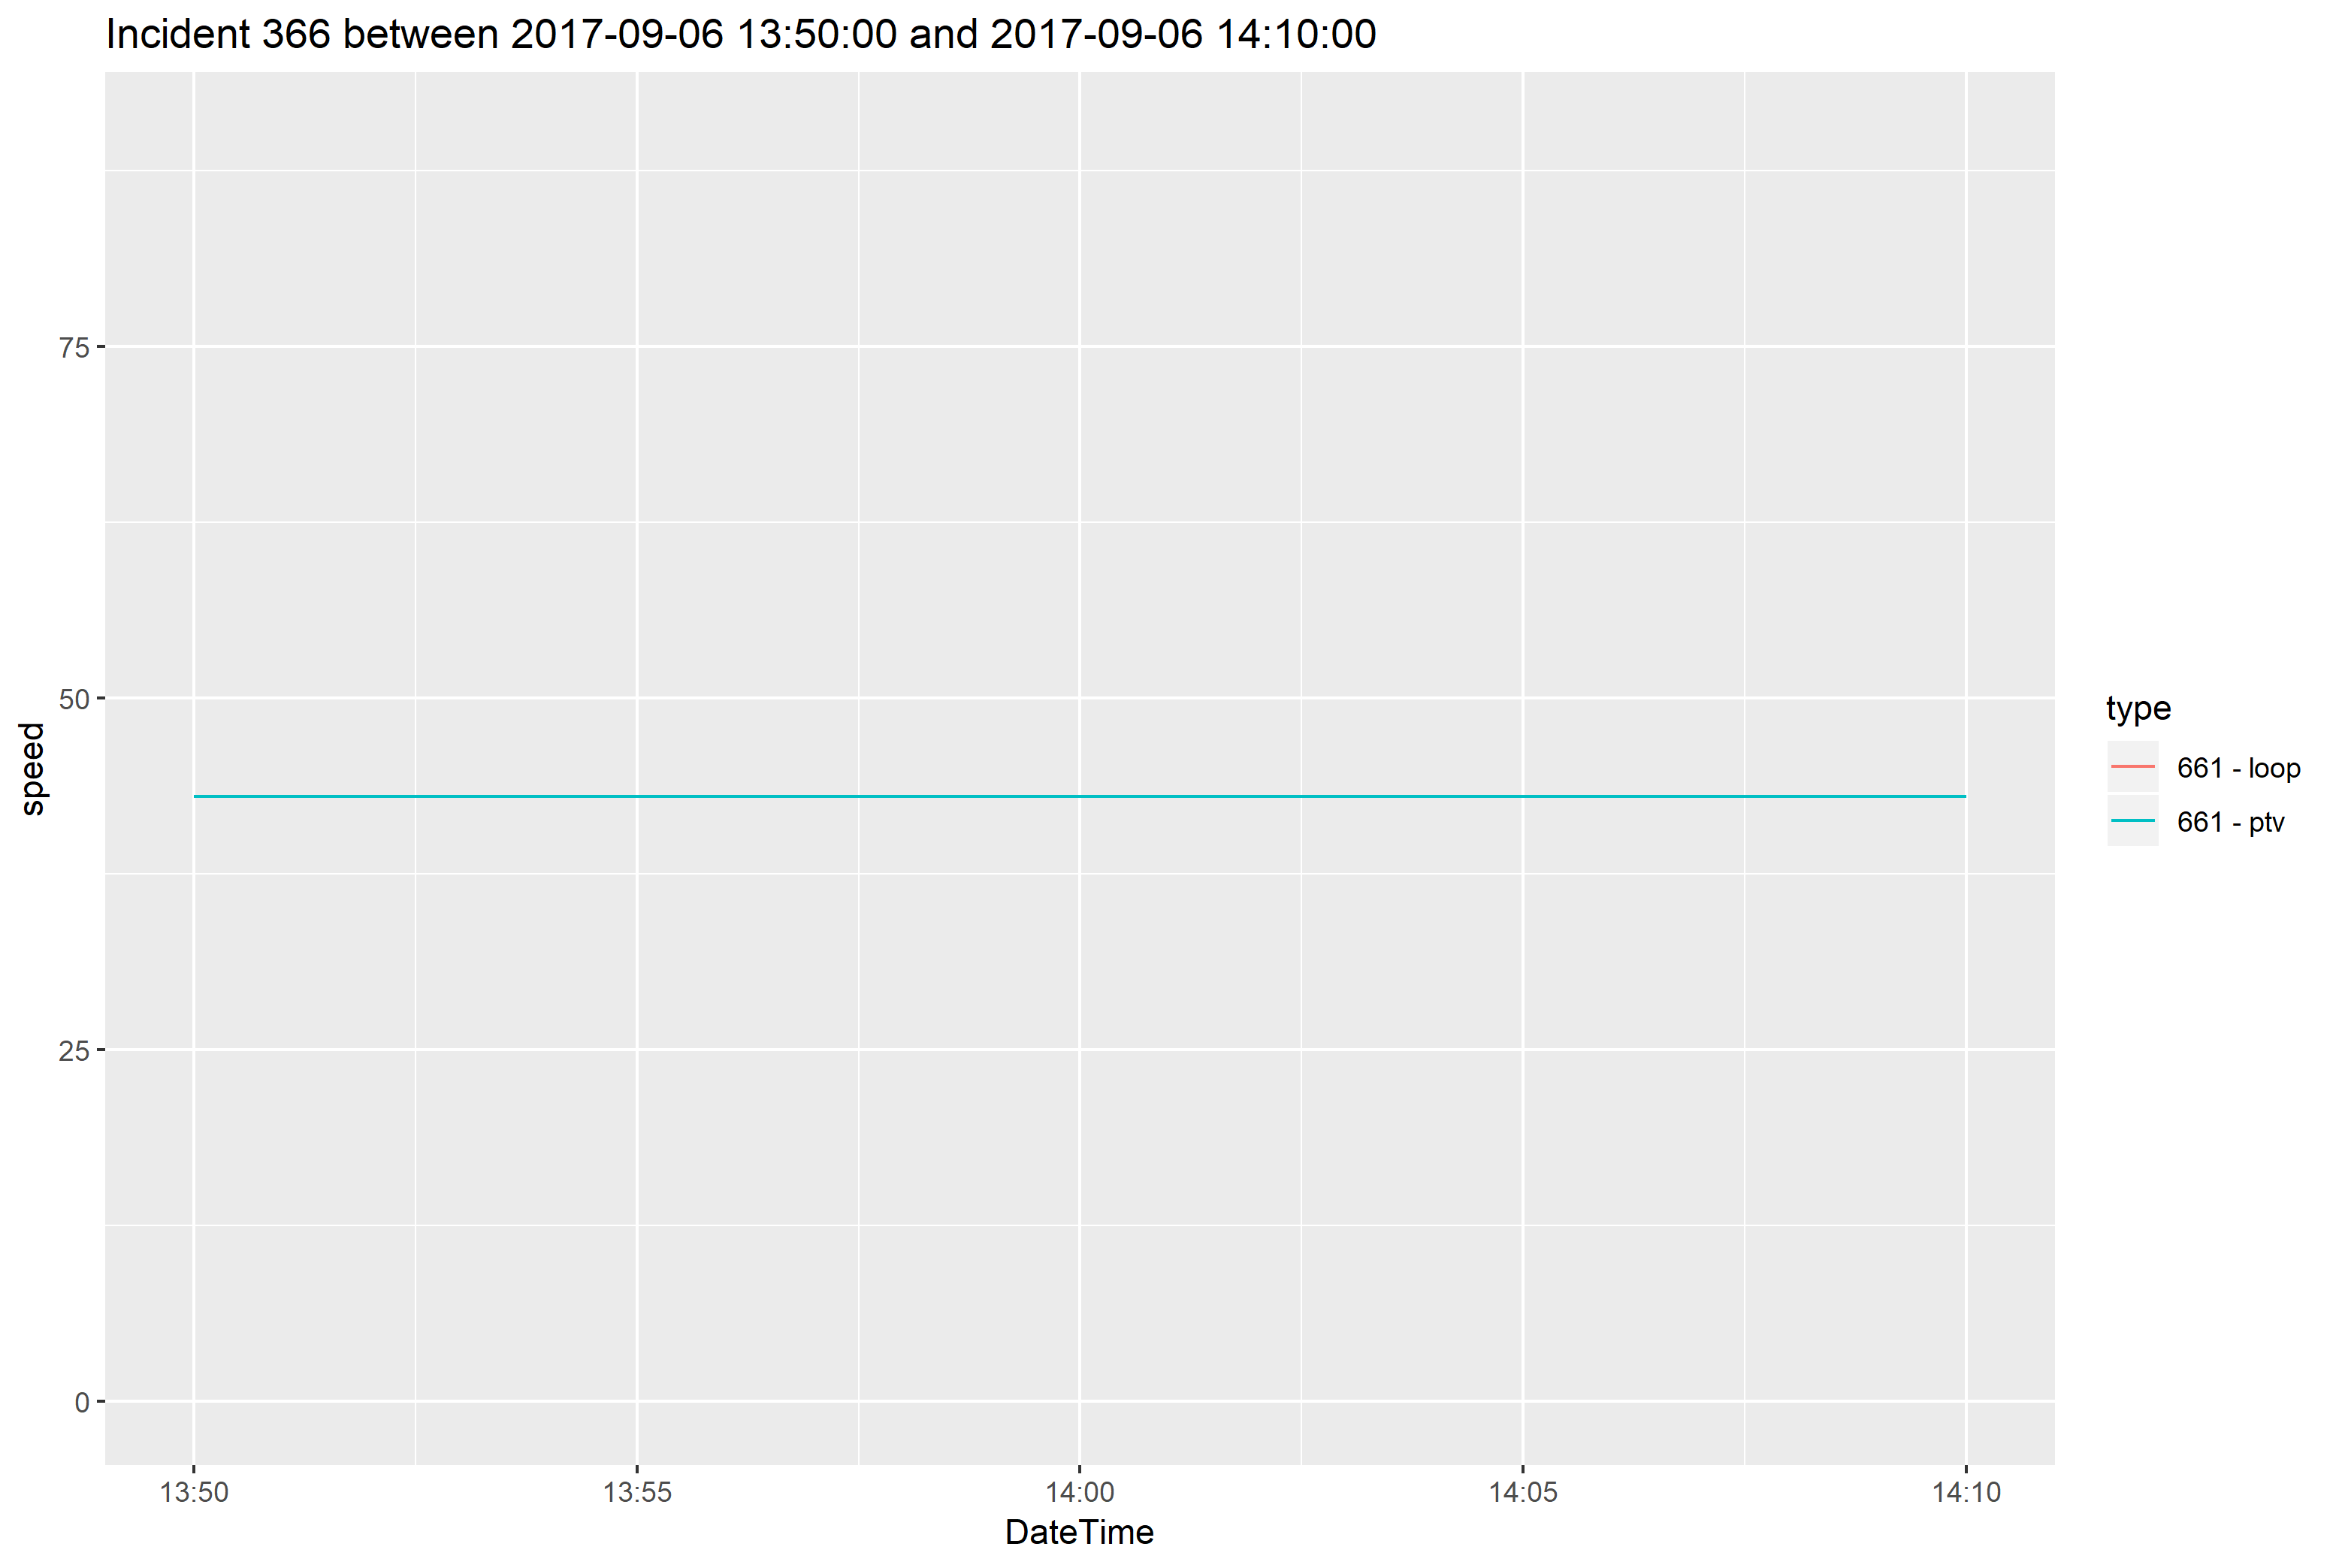 Incident 366 between 2017-09-06 13:50:00 and 2017-09-06 14:10:00
75
50
25
0
speed
13:50
13:55
14:00
14:05
14:10
DateTime
type
661 - loop
661 - ptv